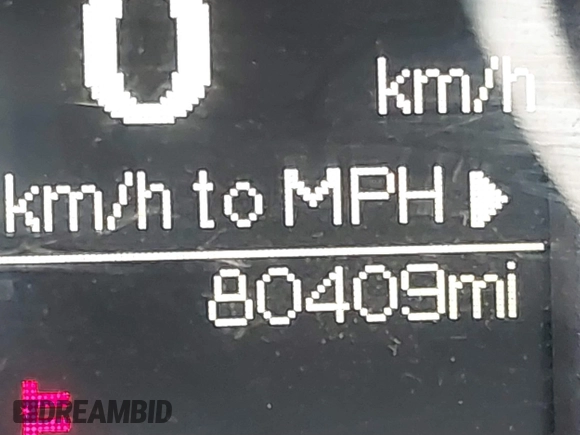 0
km/h
km/h to MPH ▶
80409mi
DREAMBID